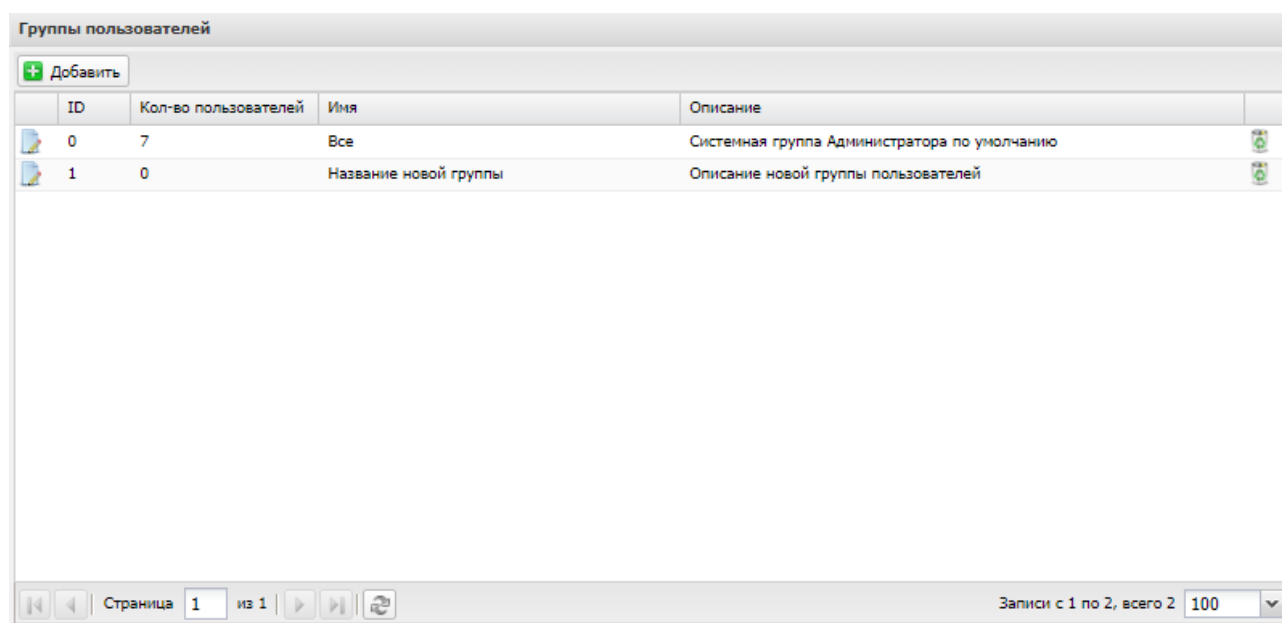 Группы пользователей
Добавить
ID Кол-во пользователей Имя Описание
0 7 Все Системная группа Администратора по умолчанию
1 0 Название новой группы Описание новой группы пользователей
Страница 1 из 1 Записи с 1 по 2, всего 2 100